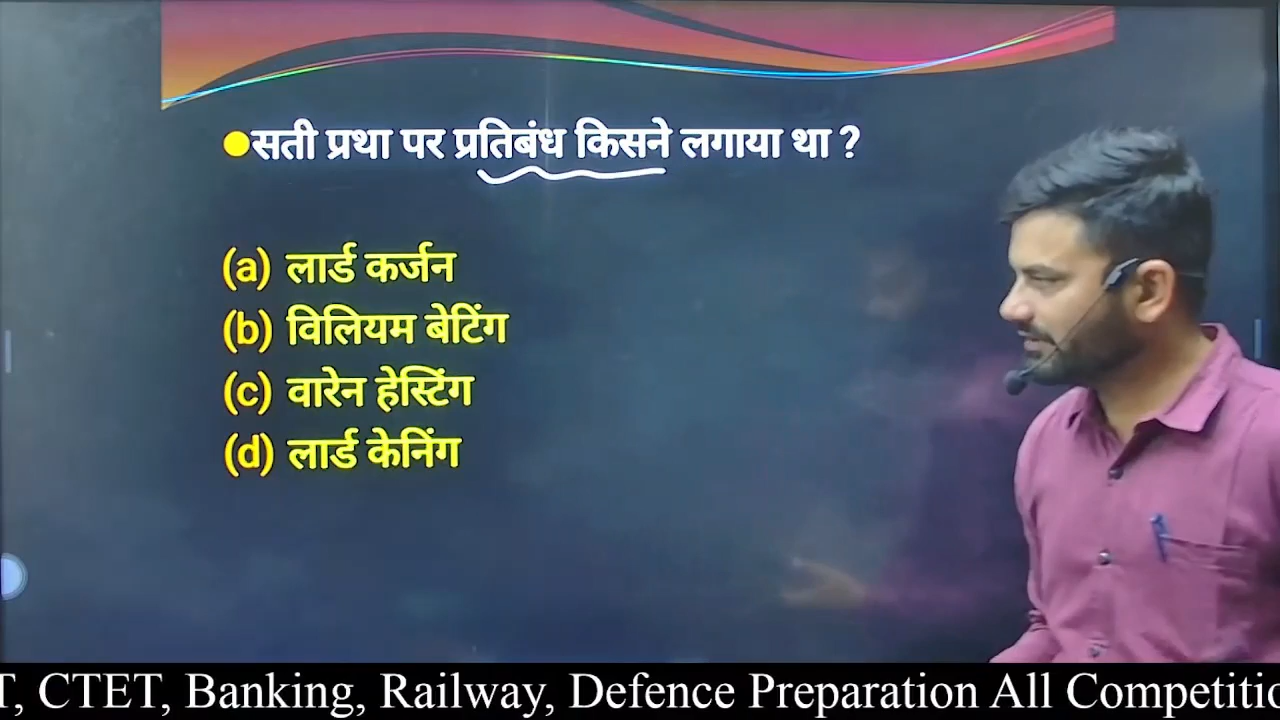 सती प्रथा पर प्रतिबंध किसने लगाया था ?
(a) लार्ड कर्जन
(b) विलियम बेटिंग
(c) वारेन हेस्टिंग
(d) लार्ड केनिंग
T, CTET, Banking, Railway, Defence Preparation All Competitio